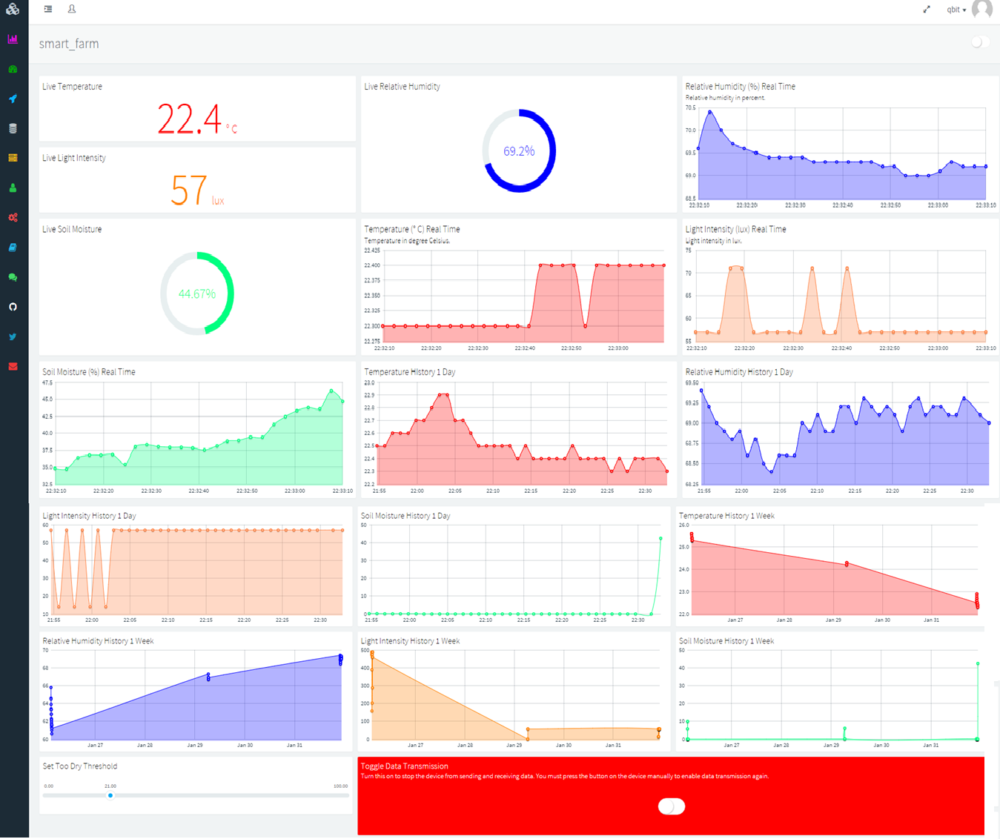 qbit
smart_farm
Live Temperature
22.4 ° C
Live Light Intensity
57 lux
Live Relative Humidity
69.2%
Relative Humidity (%) Real Time
Relative humidity in percent.
70.5
70.0
69.5
69.0
68.5
22:32:10 22:32:20 22:32:30 22:32:40 22:32:50 22:33:00 22:33:10
Live Soil Moisture
44.67%
Temperature (° C) Real Time
Temperature in degree Celsius.
22.425
22.400
22.375
22.350
22.325
22.300
22.275
22:32:10 22:32:20 22:32:30 22:32:40 22:32:50 22:33:00
Light Intensity (lux) Real Time
Light intensity in lux.
75
70
65
60
55
22:32:10 22:32:20 22:32:30 22:32:40 22:32:50 22:33:00 22:33:10
Soil Moisture (%) Real Time
47.5
45.0
42.5
40.0
37.5
35.0
32.5
22:32:10 22:32:20 22:32:30 22:32:40 22:32:50 22:33:00 22:33:10
Temperature HIstory 1 Day
23.0
22.9
22.8
22.7
22.6
22.5
22.4
22.3
22.2
21:55 22:00 22:05 22:10 22:15 22:20 22:25 22:30
Relative Humidity History 1 Day
69.50
69.25
69.00
68.75
68.50
68.25
21:55 22:00 22:05 22:10 22:15 22:20 22:25 22:30
Light Intensity History 1 Day
60
50
40
30
20
10
21:55 22:00 22:05 22:10 22:15 22:20 22:25 22:30
Soil Moisture History 1 Day
50
40
30
20
10
0
21:55 22:00 22:05 22:10 22:15 22:20 22:25 22:30
Temperature History 1 Week
26.0
25.0
24.0
23.0
22.0
Jan 27 Jan 28 Jan 29 Jan 30 Jan 31
Relative Humidity History 1 Week
70
68
66
64
62
60
Jan 27 Jan 28 Jan 29 Jan 30 Jan 31
Light Intensity History 1 Week
500
400
300
200
100
0
Jan 27 Jan 28 Jan 29 Jan 30 Jan 31
Soil Moisture History 1 Week
50
40
30
20
10
0
Jan 27 Jan 28 Jan 29 Jan 30 Jan 31
Set Too Dry Threshold
0.00 21.00 100.00
Toggle Data Transmission
Turn this on to stop the device from sending and receiving data. You must press the button on the device manually to enable data transmission again.